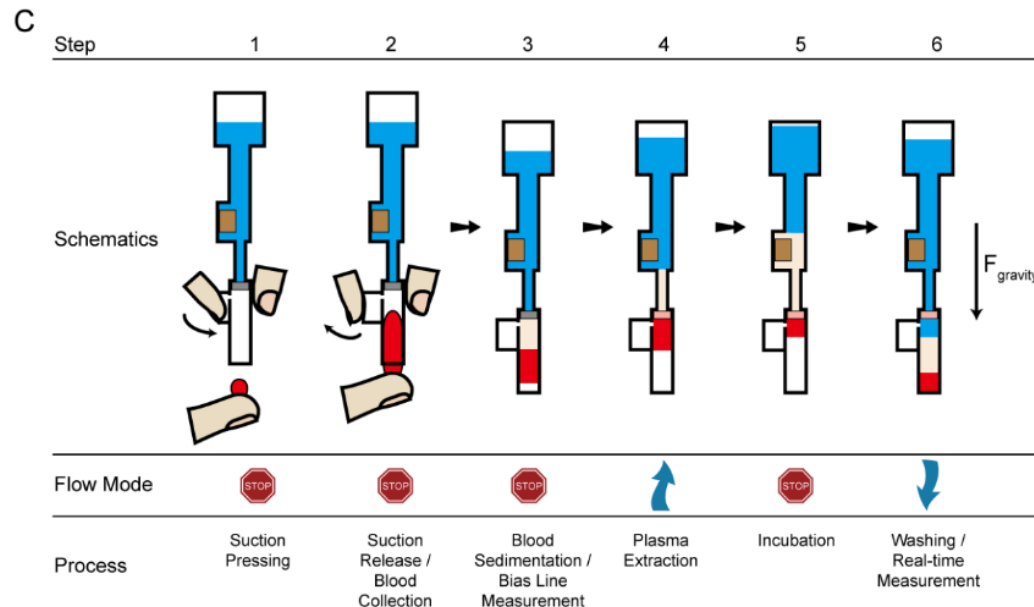 C
Step 1 2 3 4 5 6
Schematics
F gravity
Flow Mode
STOP STOP STOP STOP
Process
Suction
Pressing
Suction
Release /
Blood
Collection
Blood
Sedimentation /
Bias Line
Measurement
Plasma
Extraction
Incubation
Washing /
Real-time
Measurement